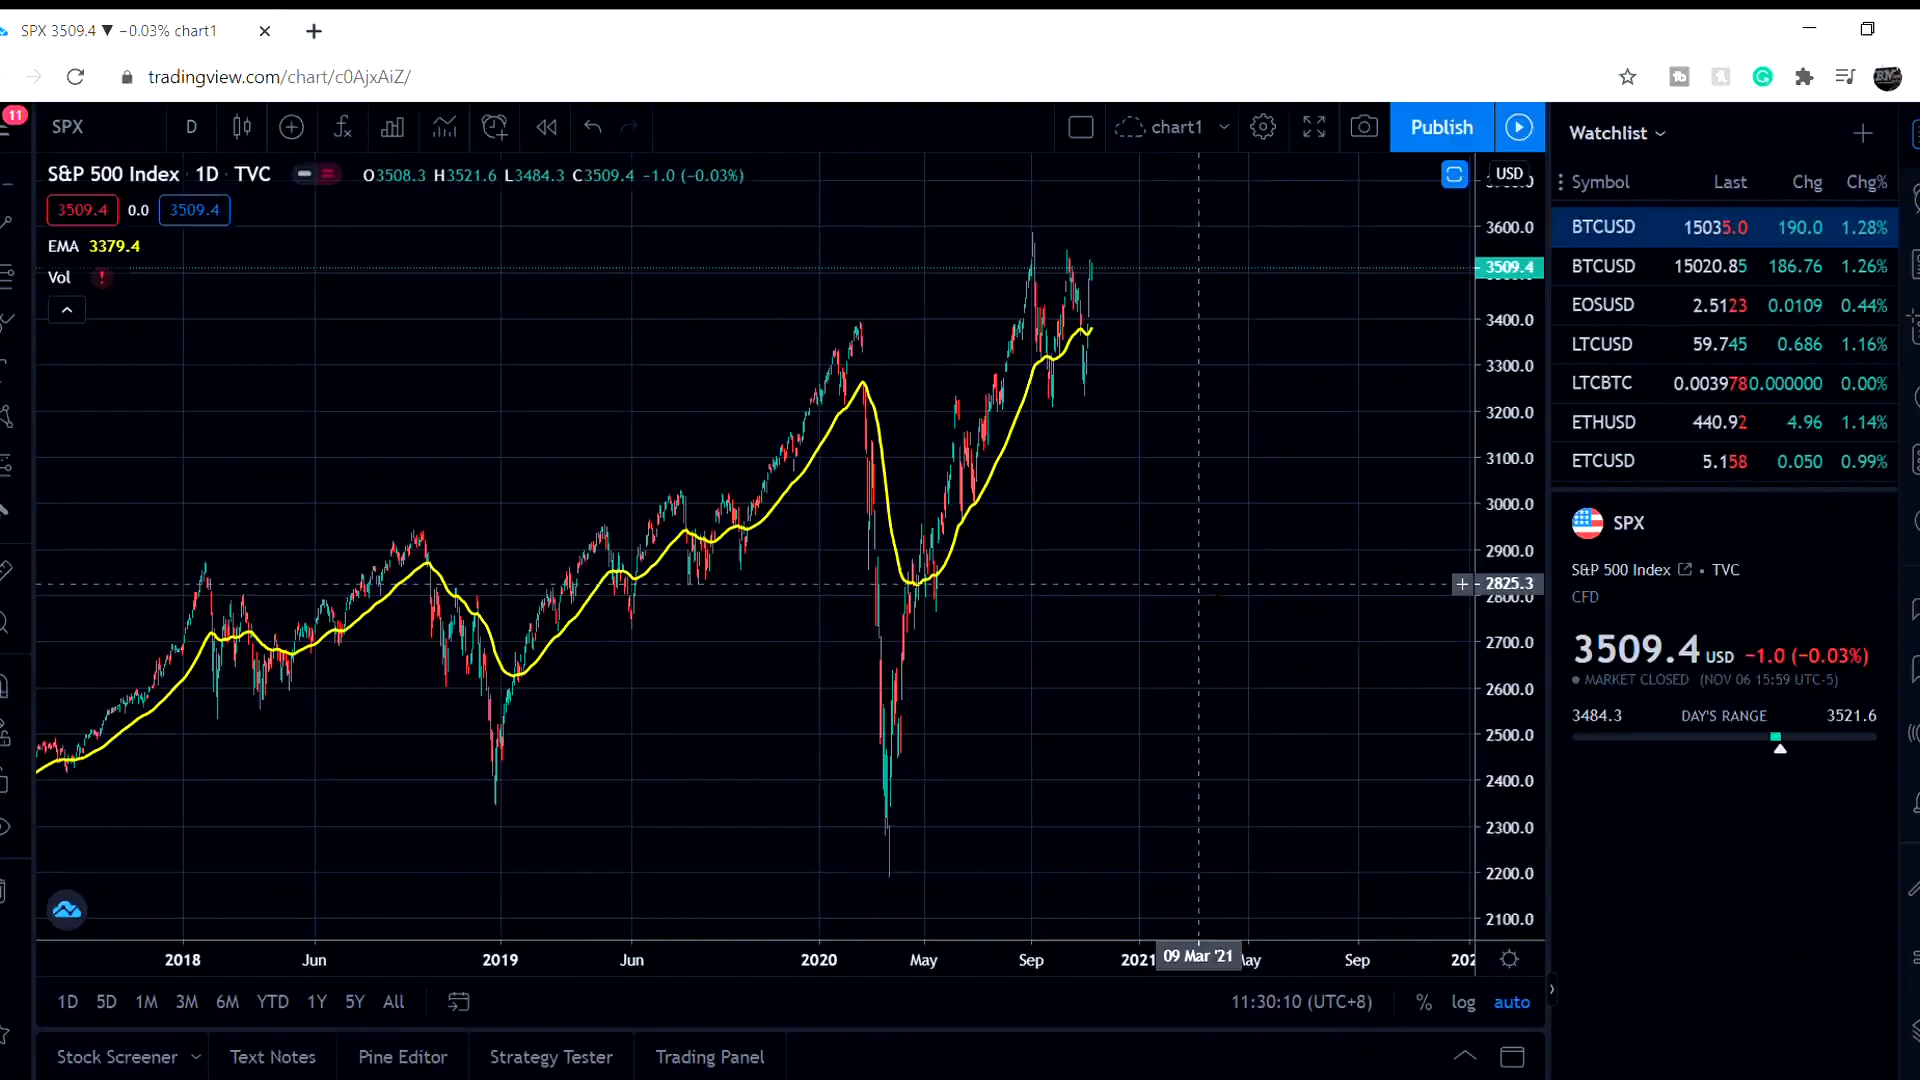 SPX 3509.4 ▼ −0.03% chart1
tradingview.com/chart/c0AjxAiZ/
11
SPX D chart1 Publish
S&P 500 Index · 1D · TVC O3508.3 H3521.6 L3484.3 C3509.4 −1.0 (−0.03%)
3509.4 0.0 3509.4
EMA 3379.4
Vol !
USD
3600.0
3509.4
3400.0
3300.0
3200.0
3100.0
3000.0
2900.0
2825.3
2800.0
2700.0
2600.0
2500.0
2400.0
2300.0
2200.0
2100.0
2018 Jun 2019 Jun 2020 May Sep 2021 09 Mar '21 Sep
1D 5D 1M 3M 6M YTD 1Y 5Y All 11:30:10 (UTC+8) % log auto
Stock Screener Text Notes Pine Editor Strategy Tester Trading Panel
Watchlist
Symbol Last Chg Chg%
BTCUSD 15035.0 190.0 1.28%
BTCUSD 15020.85 186.76 1.26%
EOSUSD 2.5123 0.0109 0.44%
LTCUSD 59.745 0.686 1.16%
LTCBTC 0.003978 0.000000 0.00%
ETHUSD 440.92 4.96 1.14%
ETCUSD 5.158 0.050 0.99%
SPX
S&P 500 Index • TVC
CFD
3509.4 USD −1.0 (−0.03%)
MARKET CLOSED (NOV 06 15:59 UTC-5)
3484.3 DAY'S RANGE 3521.6